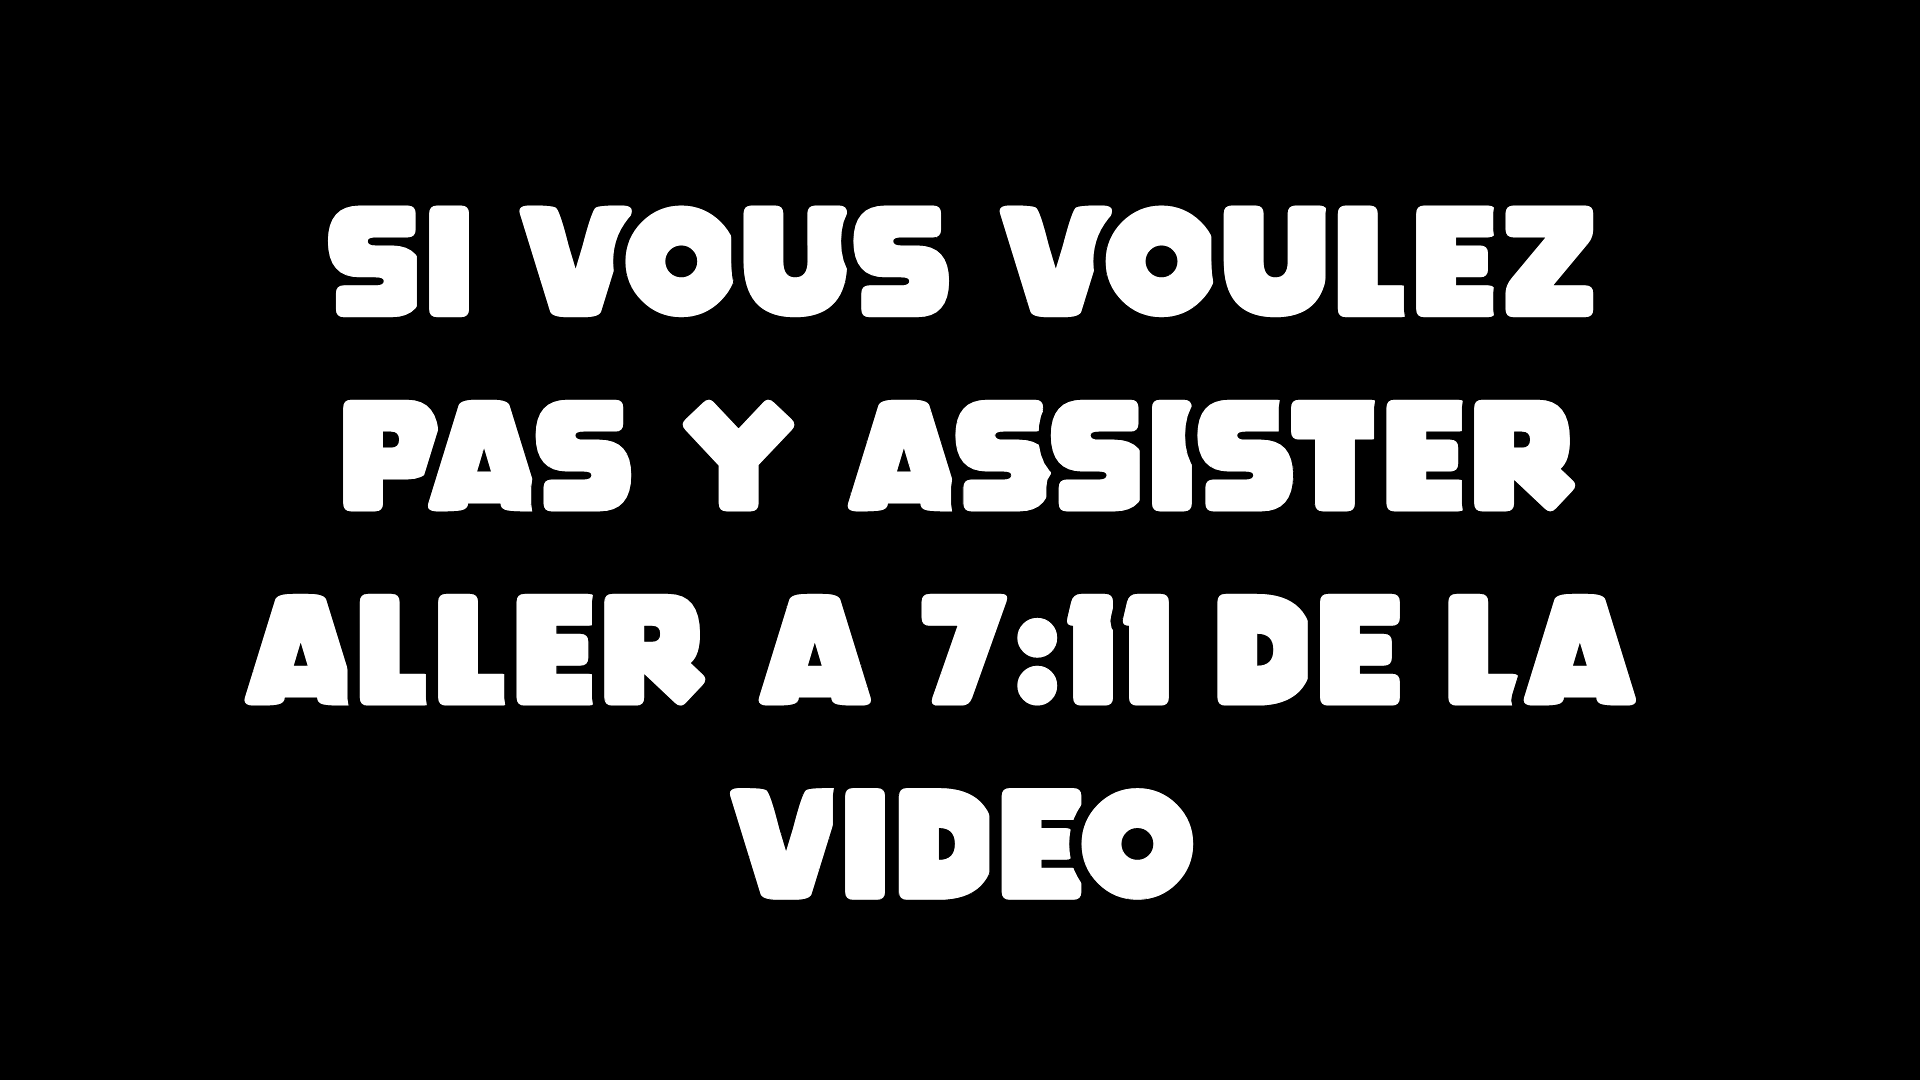 SI VOUS VOULEZ
PAS Y ASSISTER
ALLER A 7:11 DE LA
VIDEO